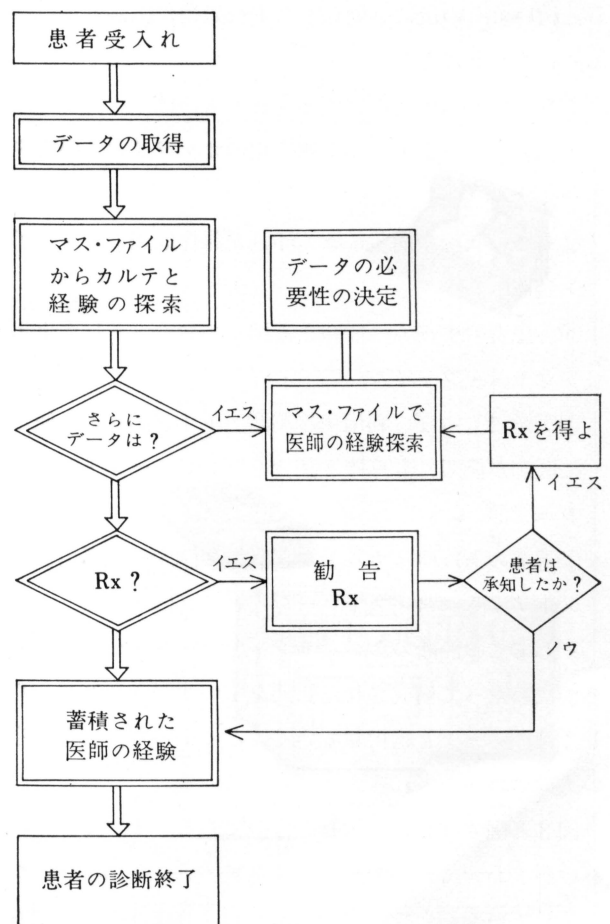 患者受入れ
データの取得
マス・ファイル
からカルテと
経験の探索
データの必
要性の決定
さらに
データは?
イエス
マス・ファイルで
医師の経験探索
Rxを得よ
イエス
Rx?
イエス
勧告
Rx
患者は
承知したか?
ノウ
蓄積された
医師の経験
患者の診断終了